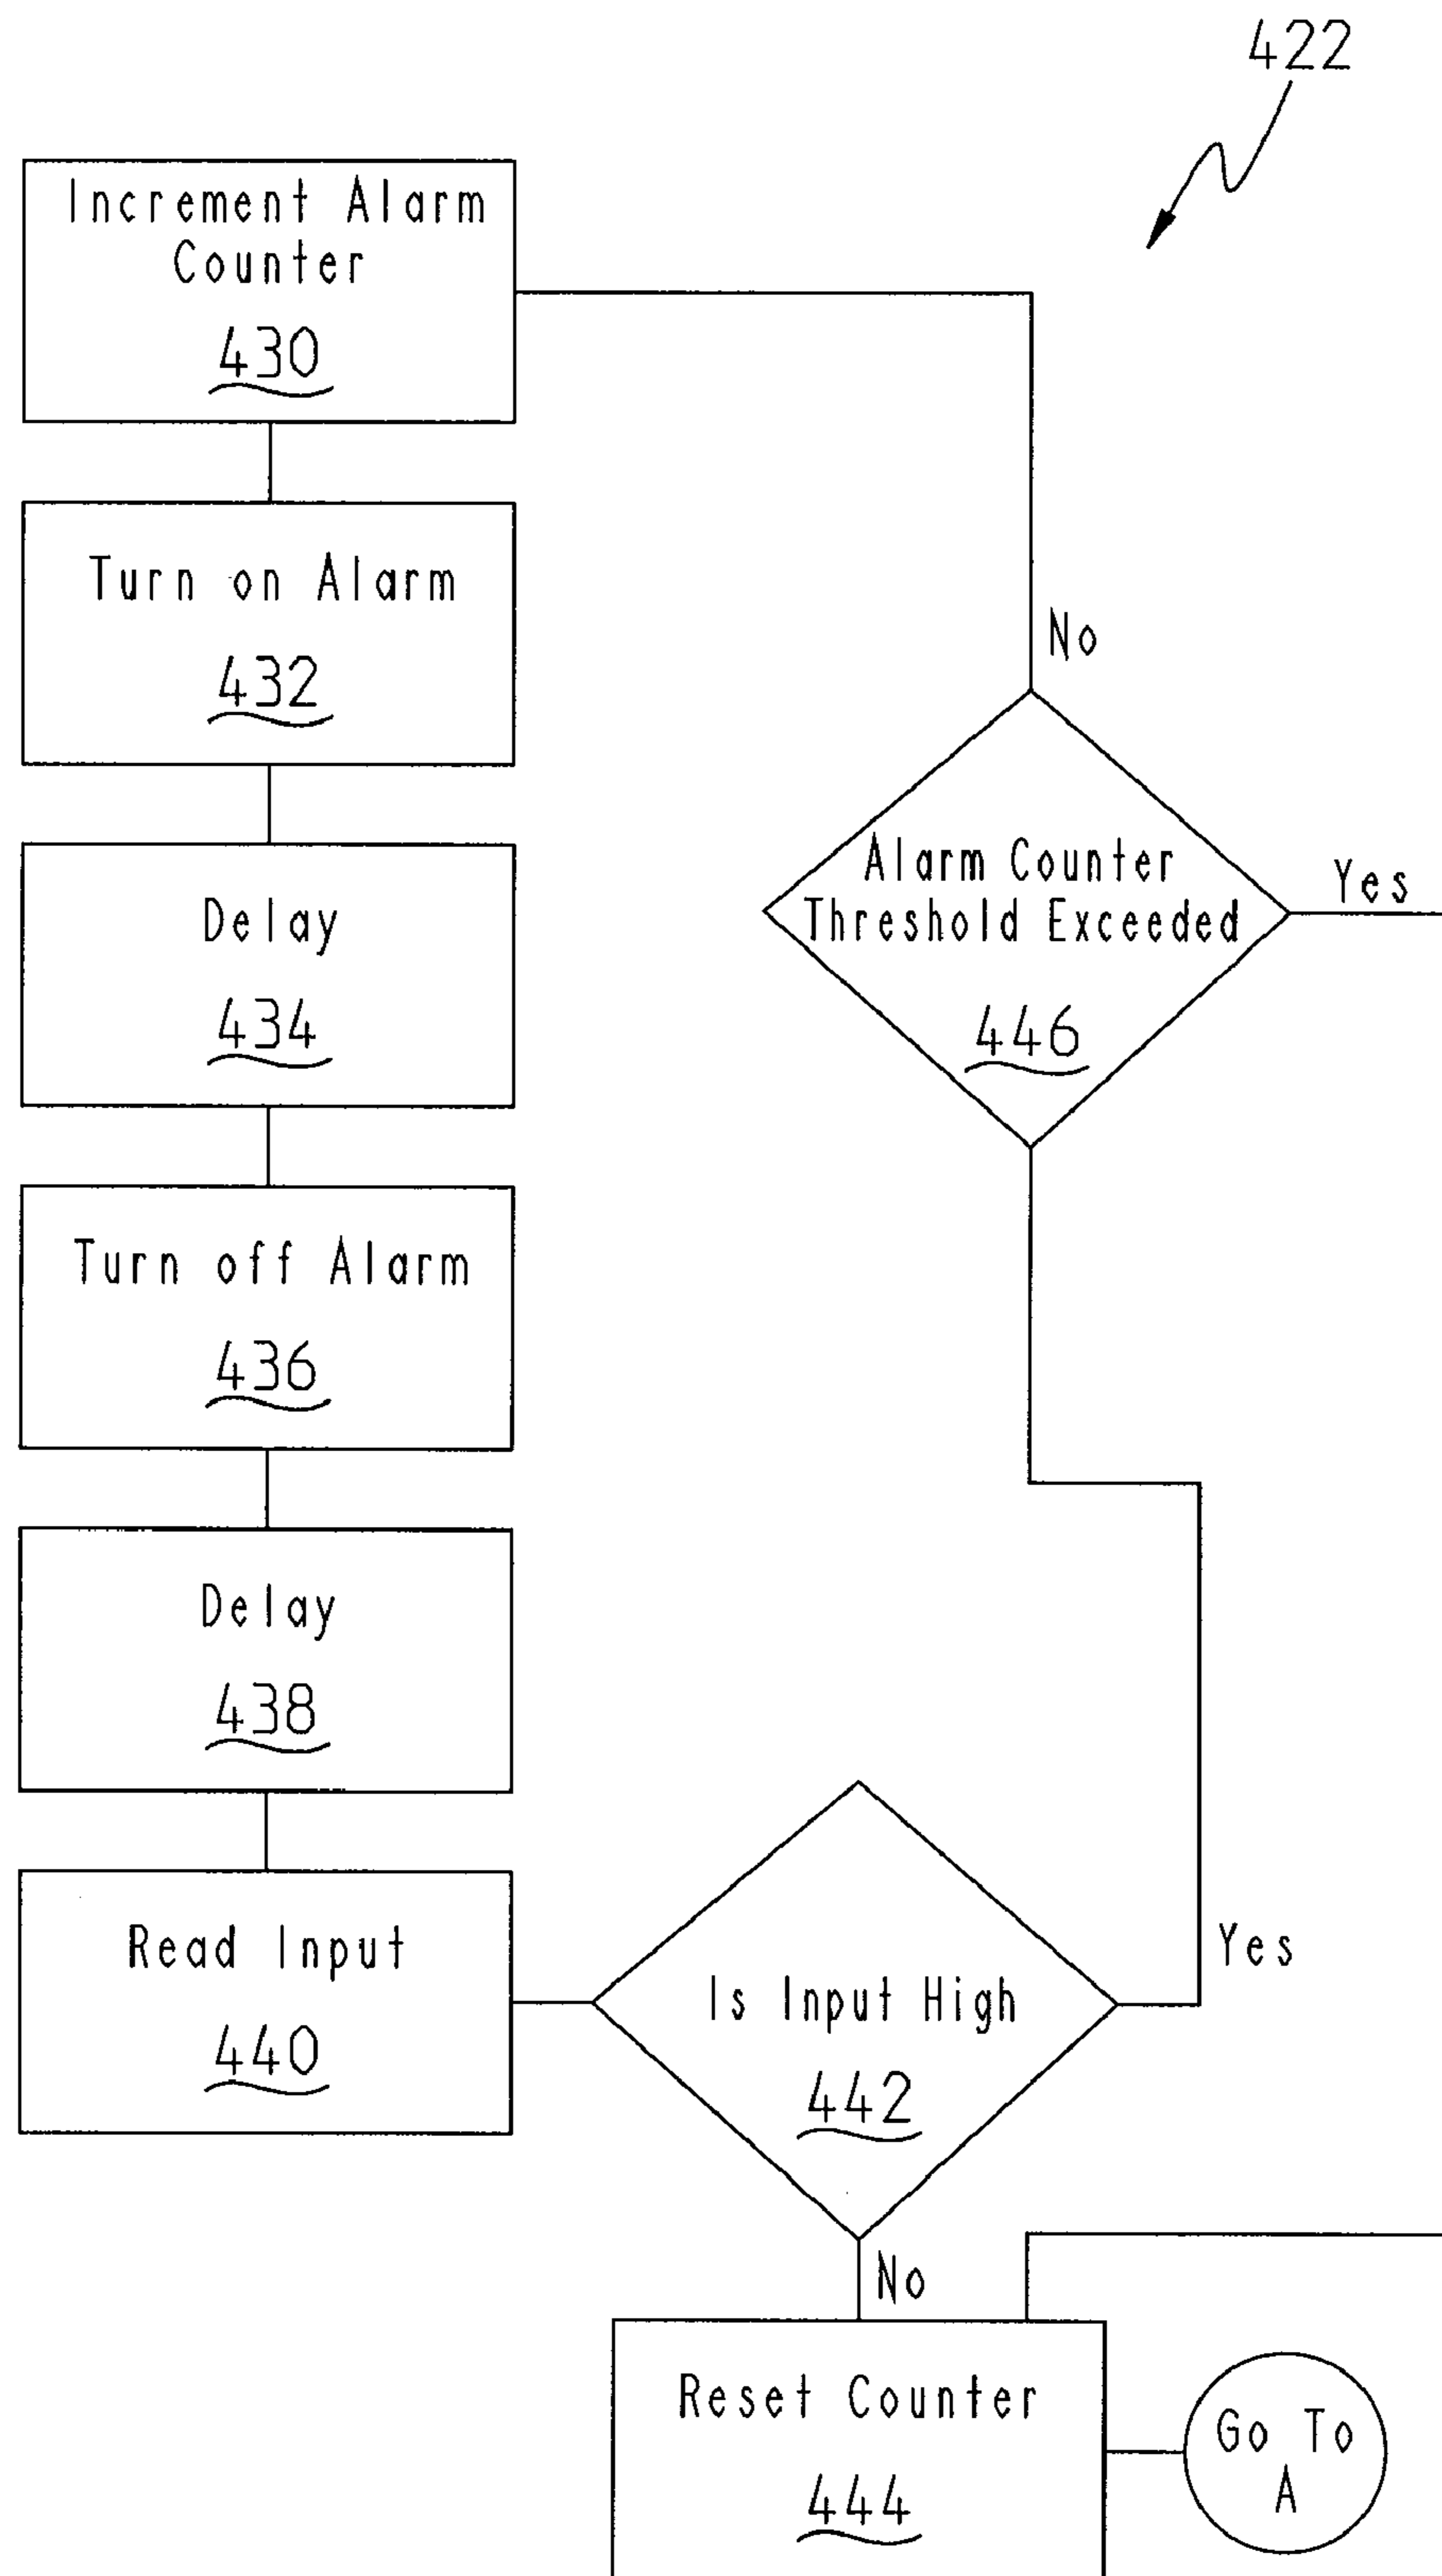 422
Increment Alarm
Counter
430
Turn on Alarm
432
No
Delay
434
Alarm Counter
Threshold Exceeded
446
Yes
Turn off Alarm
436
Delay
438
Read Input
440
Is Input High
442
Yes
No
Reset Counter
444
Go To
A